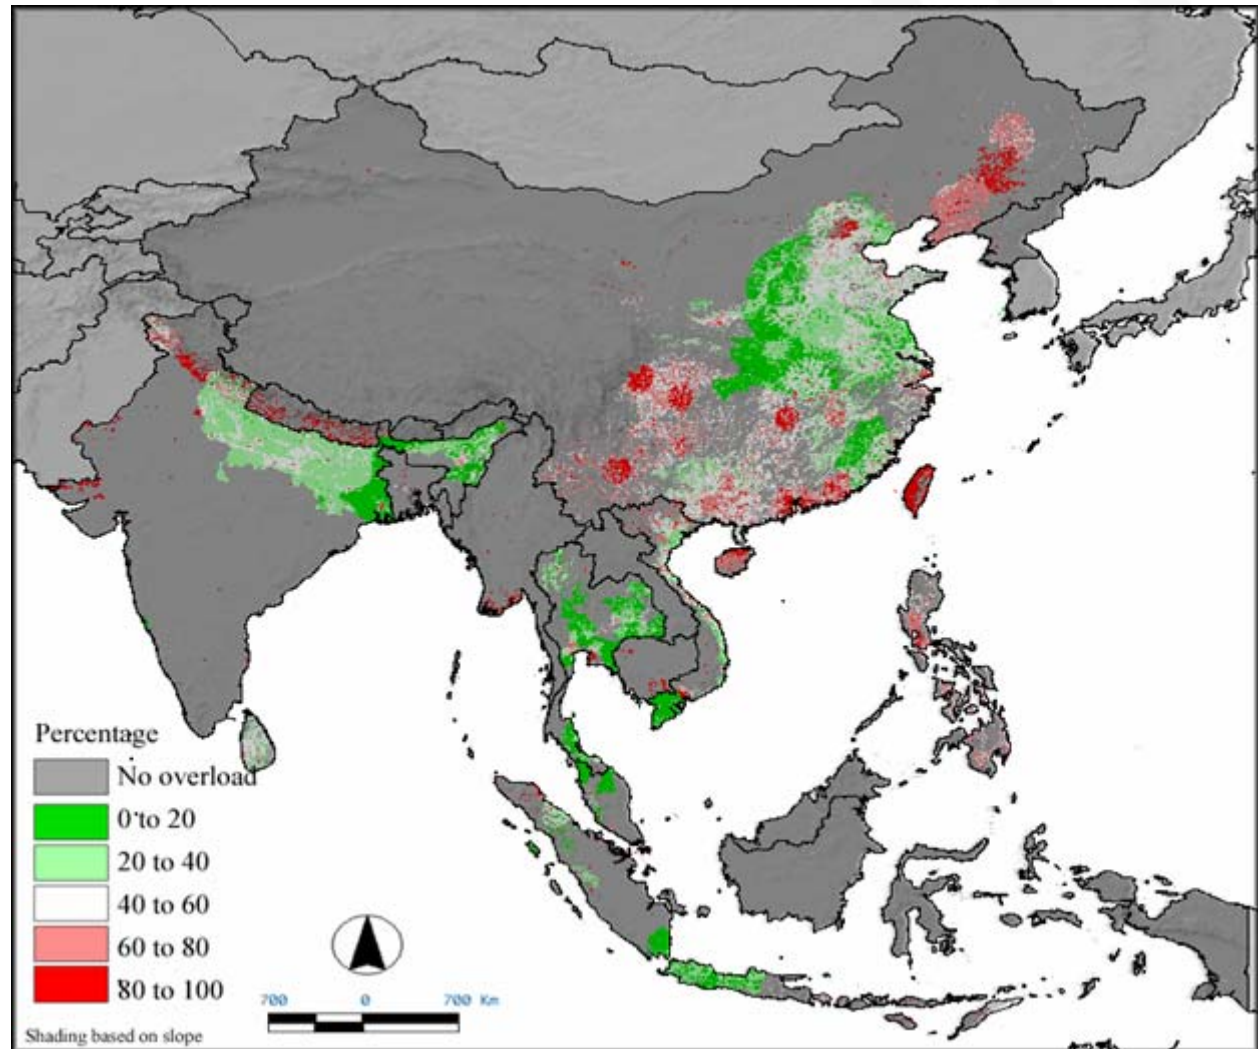 Percentage
No overload
0 to 20
20 to 40
40 to 60
60 to 80
80 to 100
700 0 700 Km
Shading based on slope